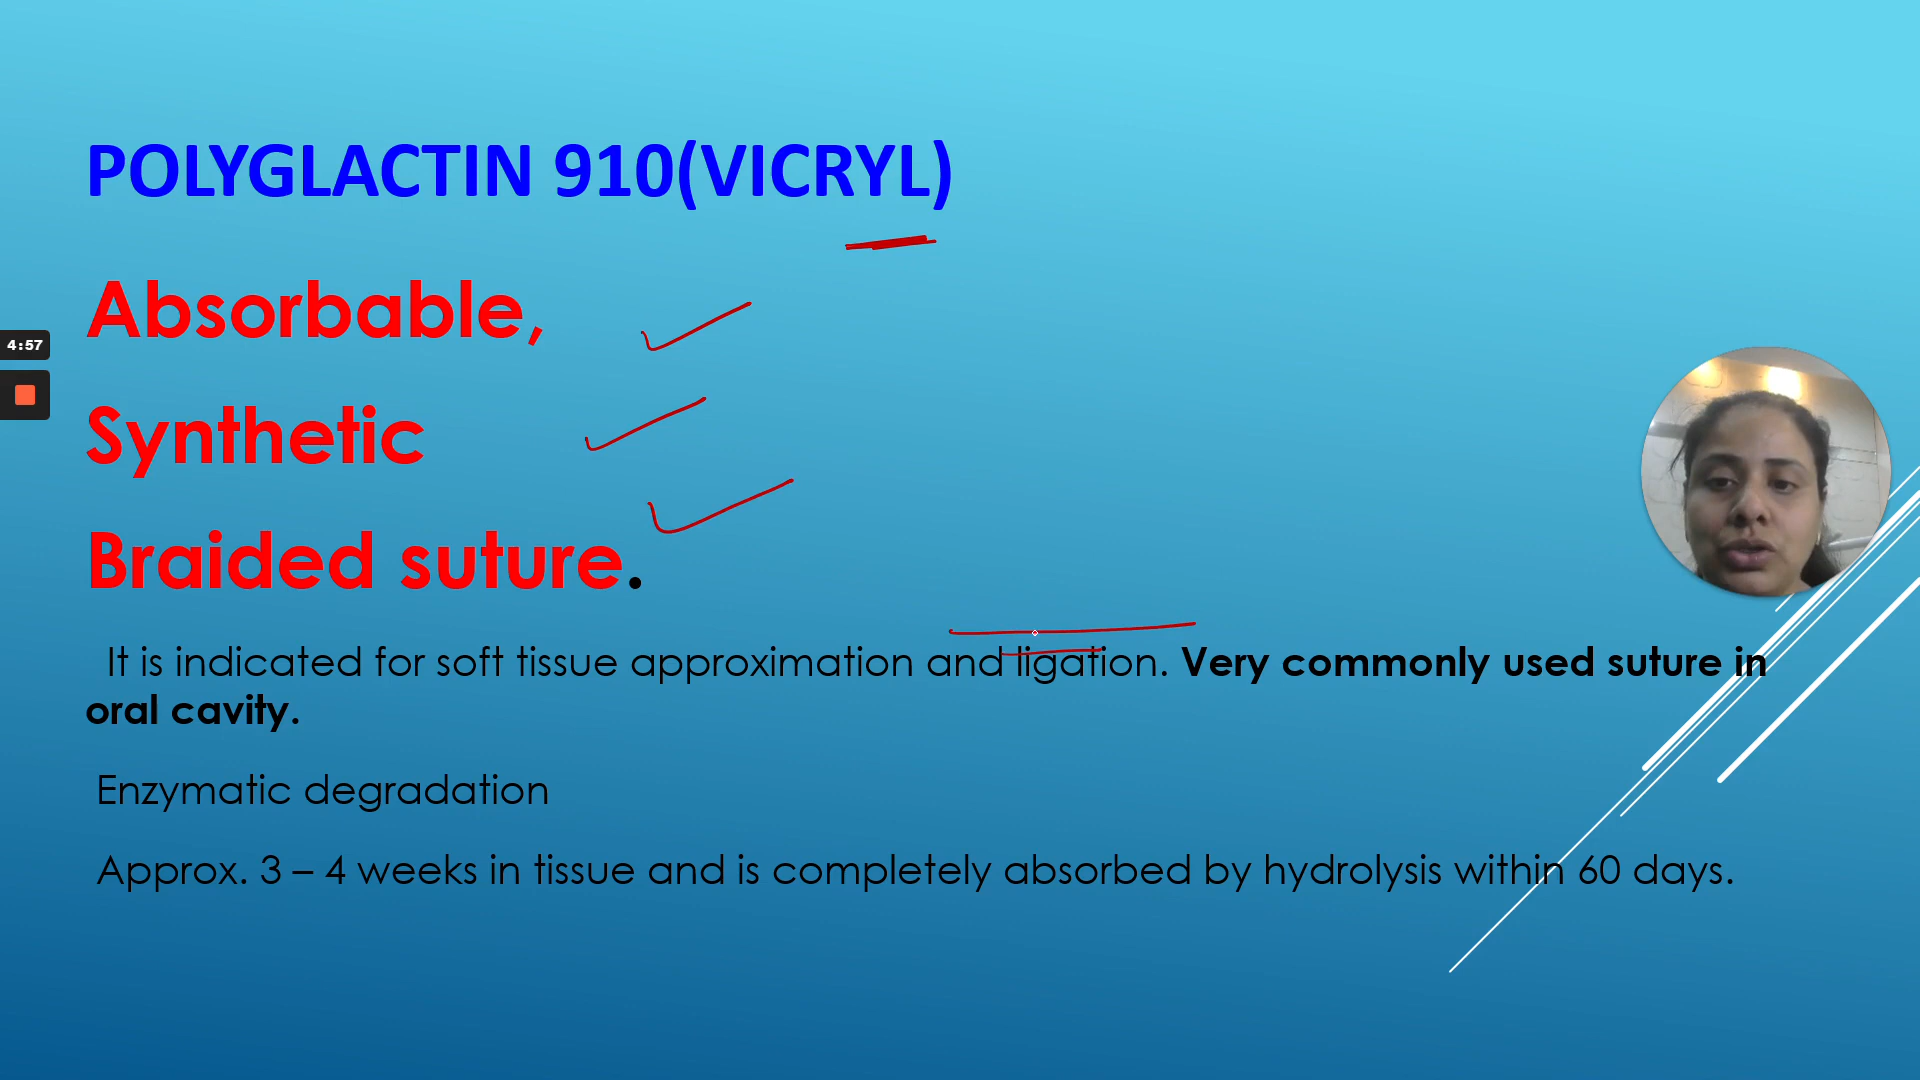 POLYGLACTIN 910(VICRYL)
Absorbable,
4:57
Synthetic
Braided suture.
It is indicated for soft tissue approximation and ligation. Very commonly used suture in
oral cavity.
Enzymatic degradation
Approx. 3 – 4 weeks in tissue and is completely absorbed by hydrolysis within 60 days.